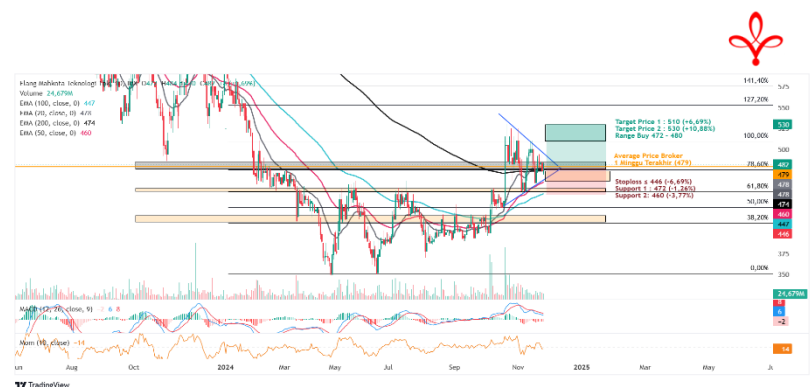 Elang Mahkota Teknologi
Volume 24,679M
EMA (100, close, 0) 447
EMA (20, close, 0) 478
EMA (200, close, 0) 474
EMA (50, close, 0) 460
141,40%
127,20%
100,00%
78,60%
61,80%
50,00%
38,20%
0,00%
Target Price 1 : 510 (+6,69%)
Target Price 2 : 530 (+10,88%)
Range Buy 472 - 480
Average Price Broker
1 Minggu Terakhir (479)
Stoploss ≤ 446 (-6,69%)
Support 1 : 472 (-1,26%)
Support 2: 460 (-3,77%)
575
530
500
487
479
478
478
474
460
447
446
375
350
24,679M
MACD (12, 26, close, 9) -2 6 8
8
6
-2
Mom (10, close) -14
-14
Aug
Oct
2024
Mar
May
Jul
Sep
Nov
2025
Mar
May
TradingView